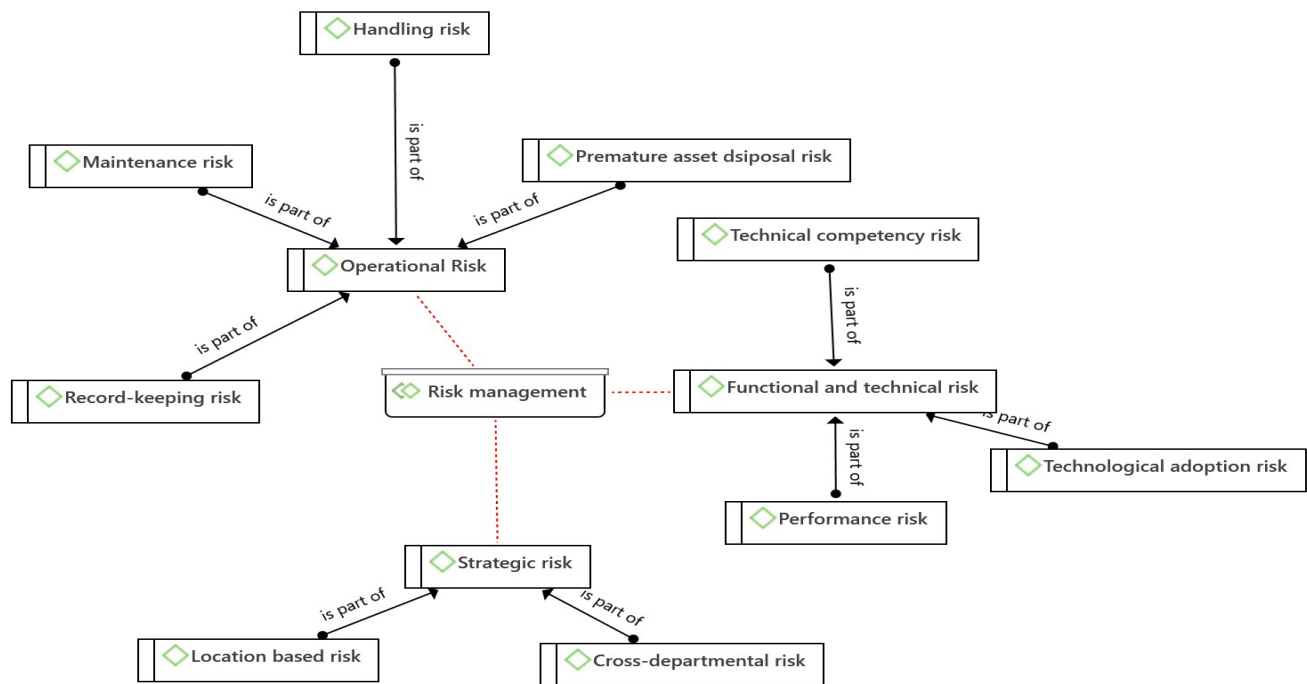 Handling risk
is part of
Maintenance risk
Premature asset dsiposal risk
is part of
is part of
Technical competency risk
Operational Risk
is part of
is part of
Record-keeping risk
Risk management
Functional and technical risk
is part of
is part of
Technological adoption risk
Performance risk
Strategic risk
is part of
is part of
Location based risk
Cross-departmental risk